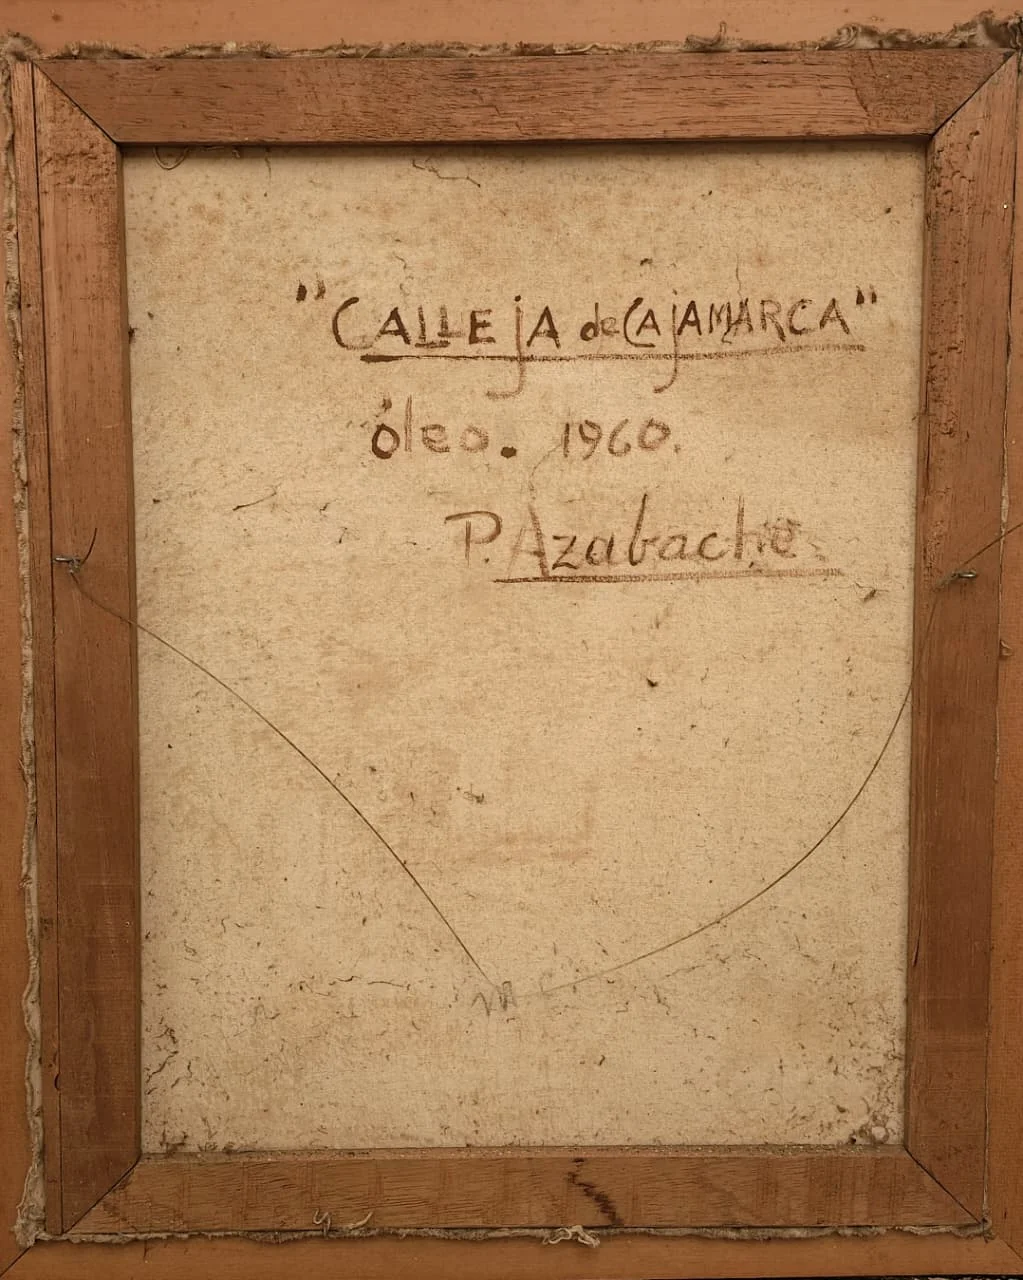 "CALLEjA de CAjAMARCA"
óleo. 1960.
P. Azabache.